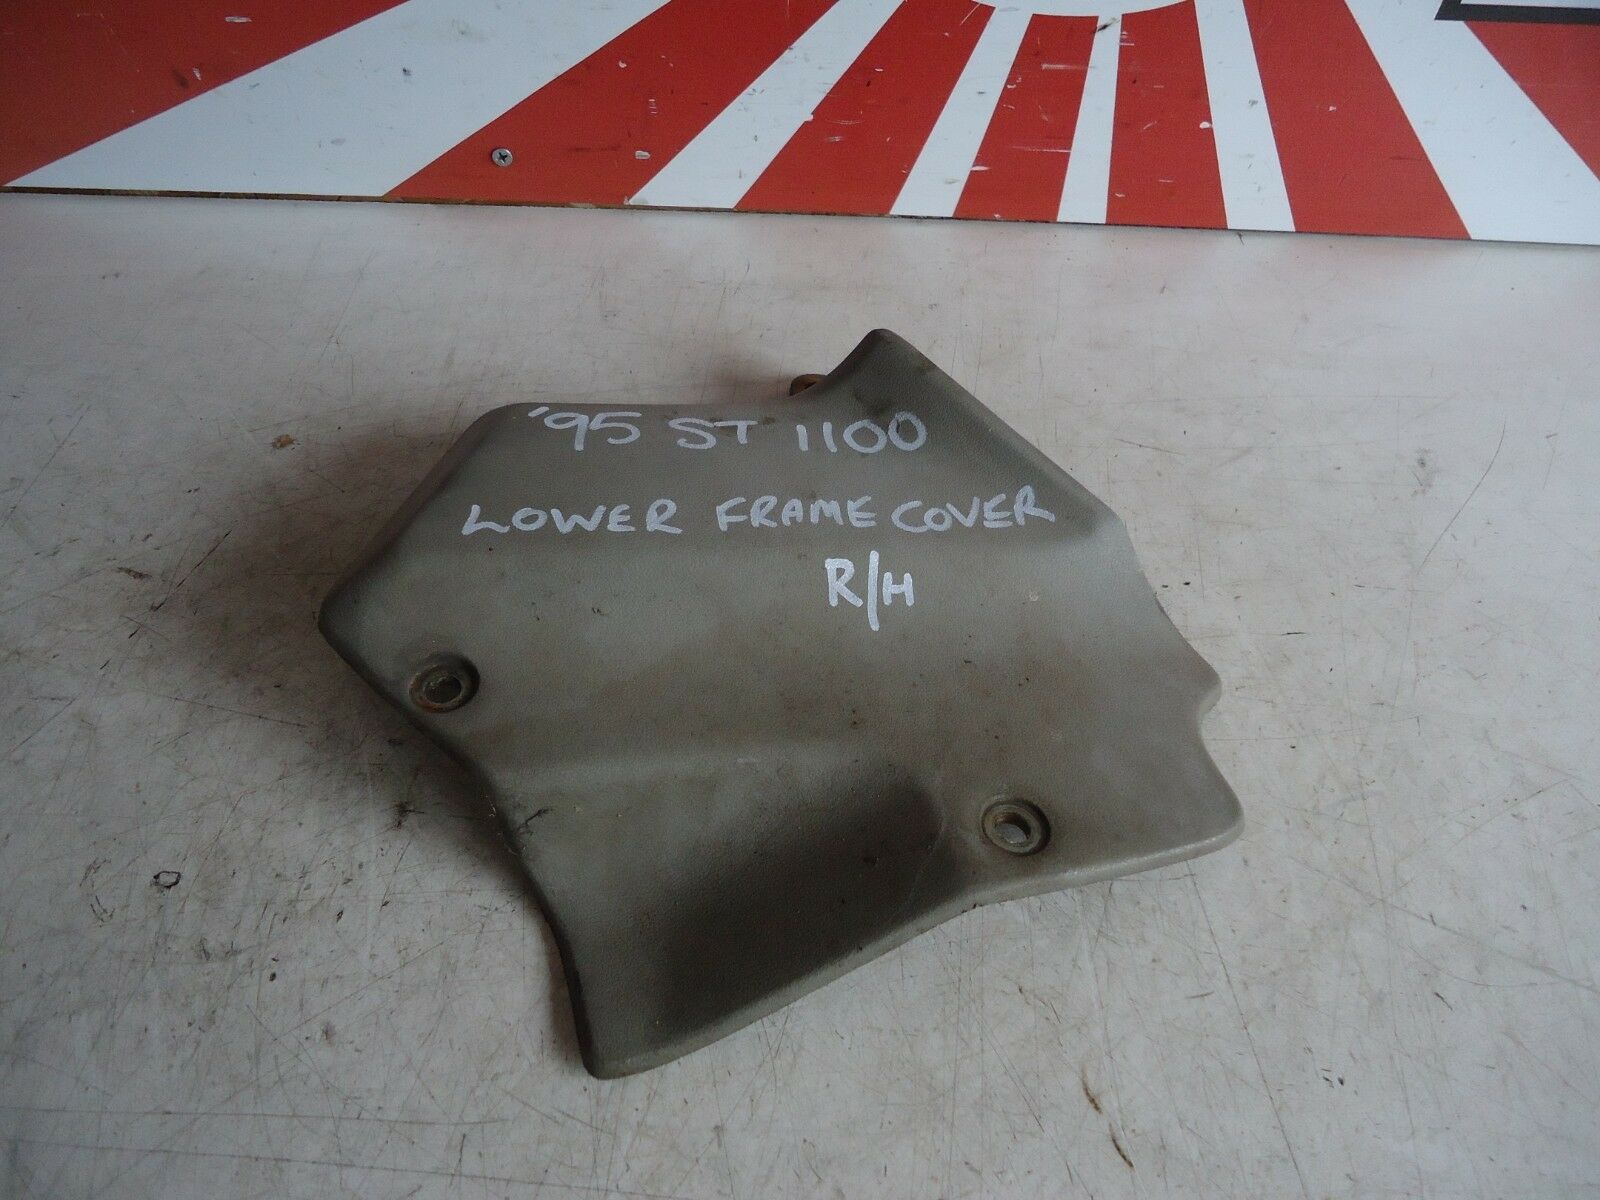 '95 ST 1100
LOWER FRAME COVER
R/H